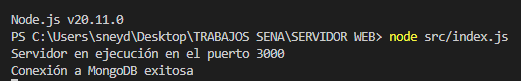 Node.js v20.11.0
PS C:\Users\sneyd\Desktop\TRABAJOS SENA\SERVIDOR WEB> node src/index.js
Servidor en ejecución en el puerto 3000
Conexión a MongoDB exitosa